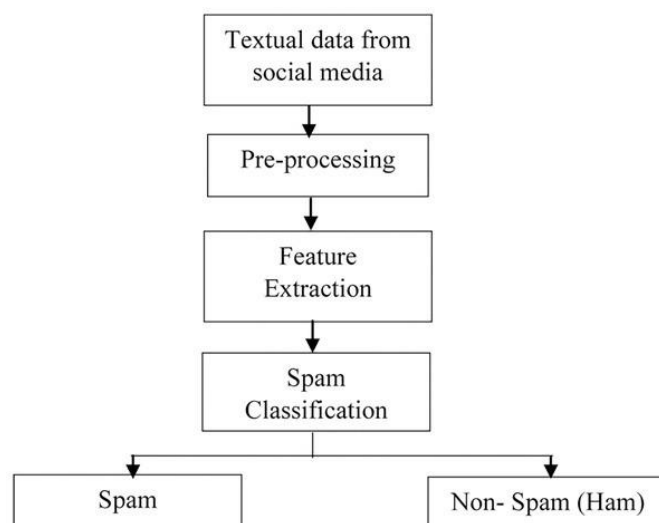 Textual data from
social media
Pre-processing
Feature
Extraction
Spam
Classification
Spam
Non- Spam (Ham)